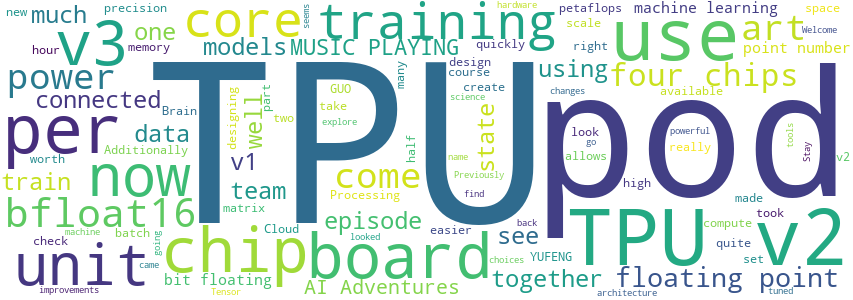 new
precision
much
v3
one
hour
memory
power
connected
Brain
per
data
Additionally
worth
train
now
bfloat16
unit
check
batch
machine
came
going
improvements
core
training
models
MUSIC PLAYING
seems
many
quickly
design
course
create
science
hardware
petaflops
machine learning
scale
right
using
use
art
space
Welcome
point number
four chips
available
TPU
pod
GUO
take
explore
designing
part
two
well
v1
team
matrix
Processing
come
half
state
Previously
name
find
changes
look
go
allows
powerful
really
high
tools
Stay
v2
made
took
compute
quite
set
tuned
chip
Cloud
episode
looked
board
bit floating
AI Adventures
Tensor
easier
see
back
choices
YUFENG
together
TPU
v2
floating point
architecture